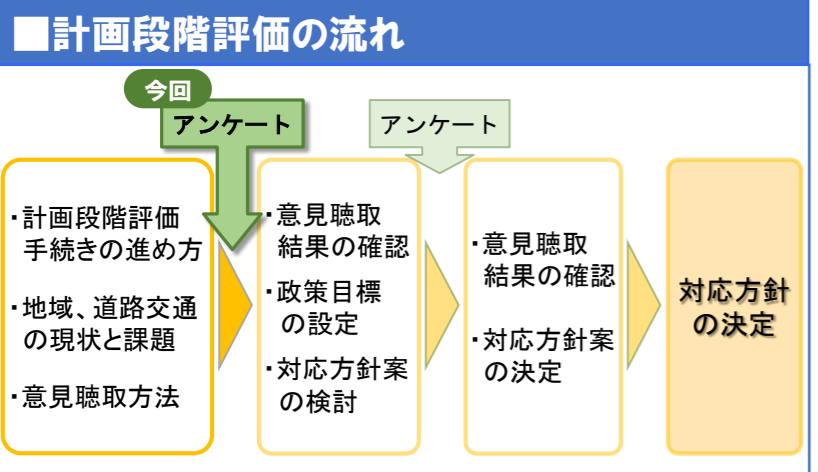 ■計画段階評価の流れ
今回
アンケート
アンケート
・計画段階評価
手続きの進め方
・地域、道路交通
の現状と課題
・意見聴取方法
・意見聴取
結果の確認
・政策目標
の設定
・対応方針案
の検討
・意見聴取
結果の確認
・対応方針案
の決定
対応方針
の決定